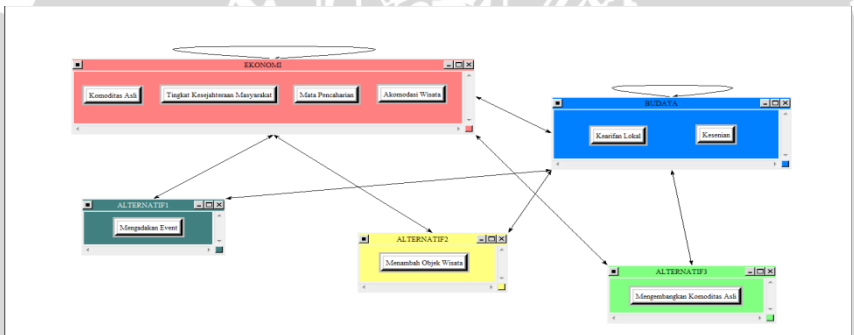 EKONOMI
Komoditas Asli
Tingkat Kesejahteraan Masyarakat
Mata Pencaharian
Akomodasi Wisata
BUDAYA
Kearifan Lokal
Kesenian
ALTERNATIF1
Mengadakan Event
ALTERNATIF2
Menambah Objek Wisata
ALTERNATIF3
Mengembangkan Komoditas Asli